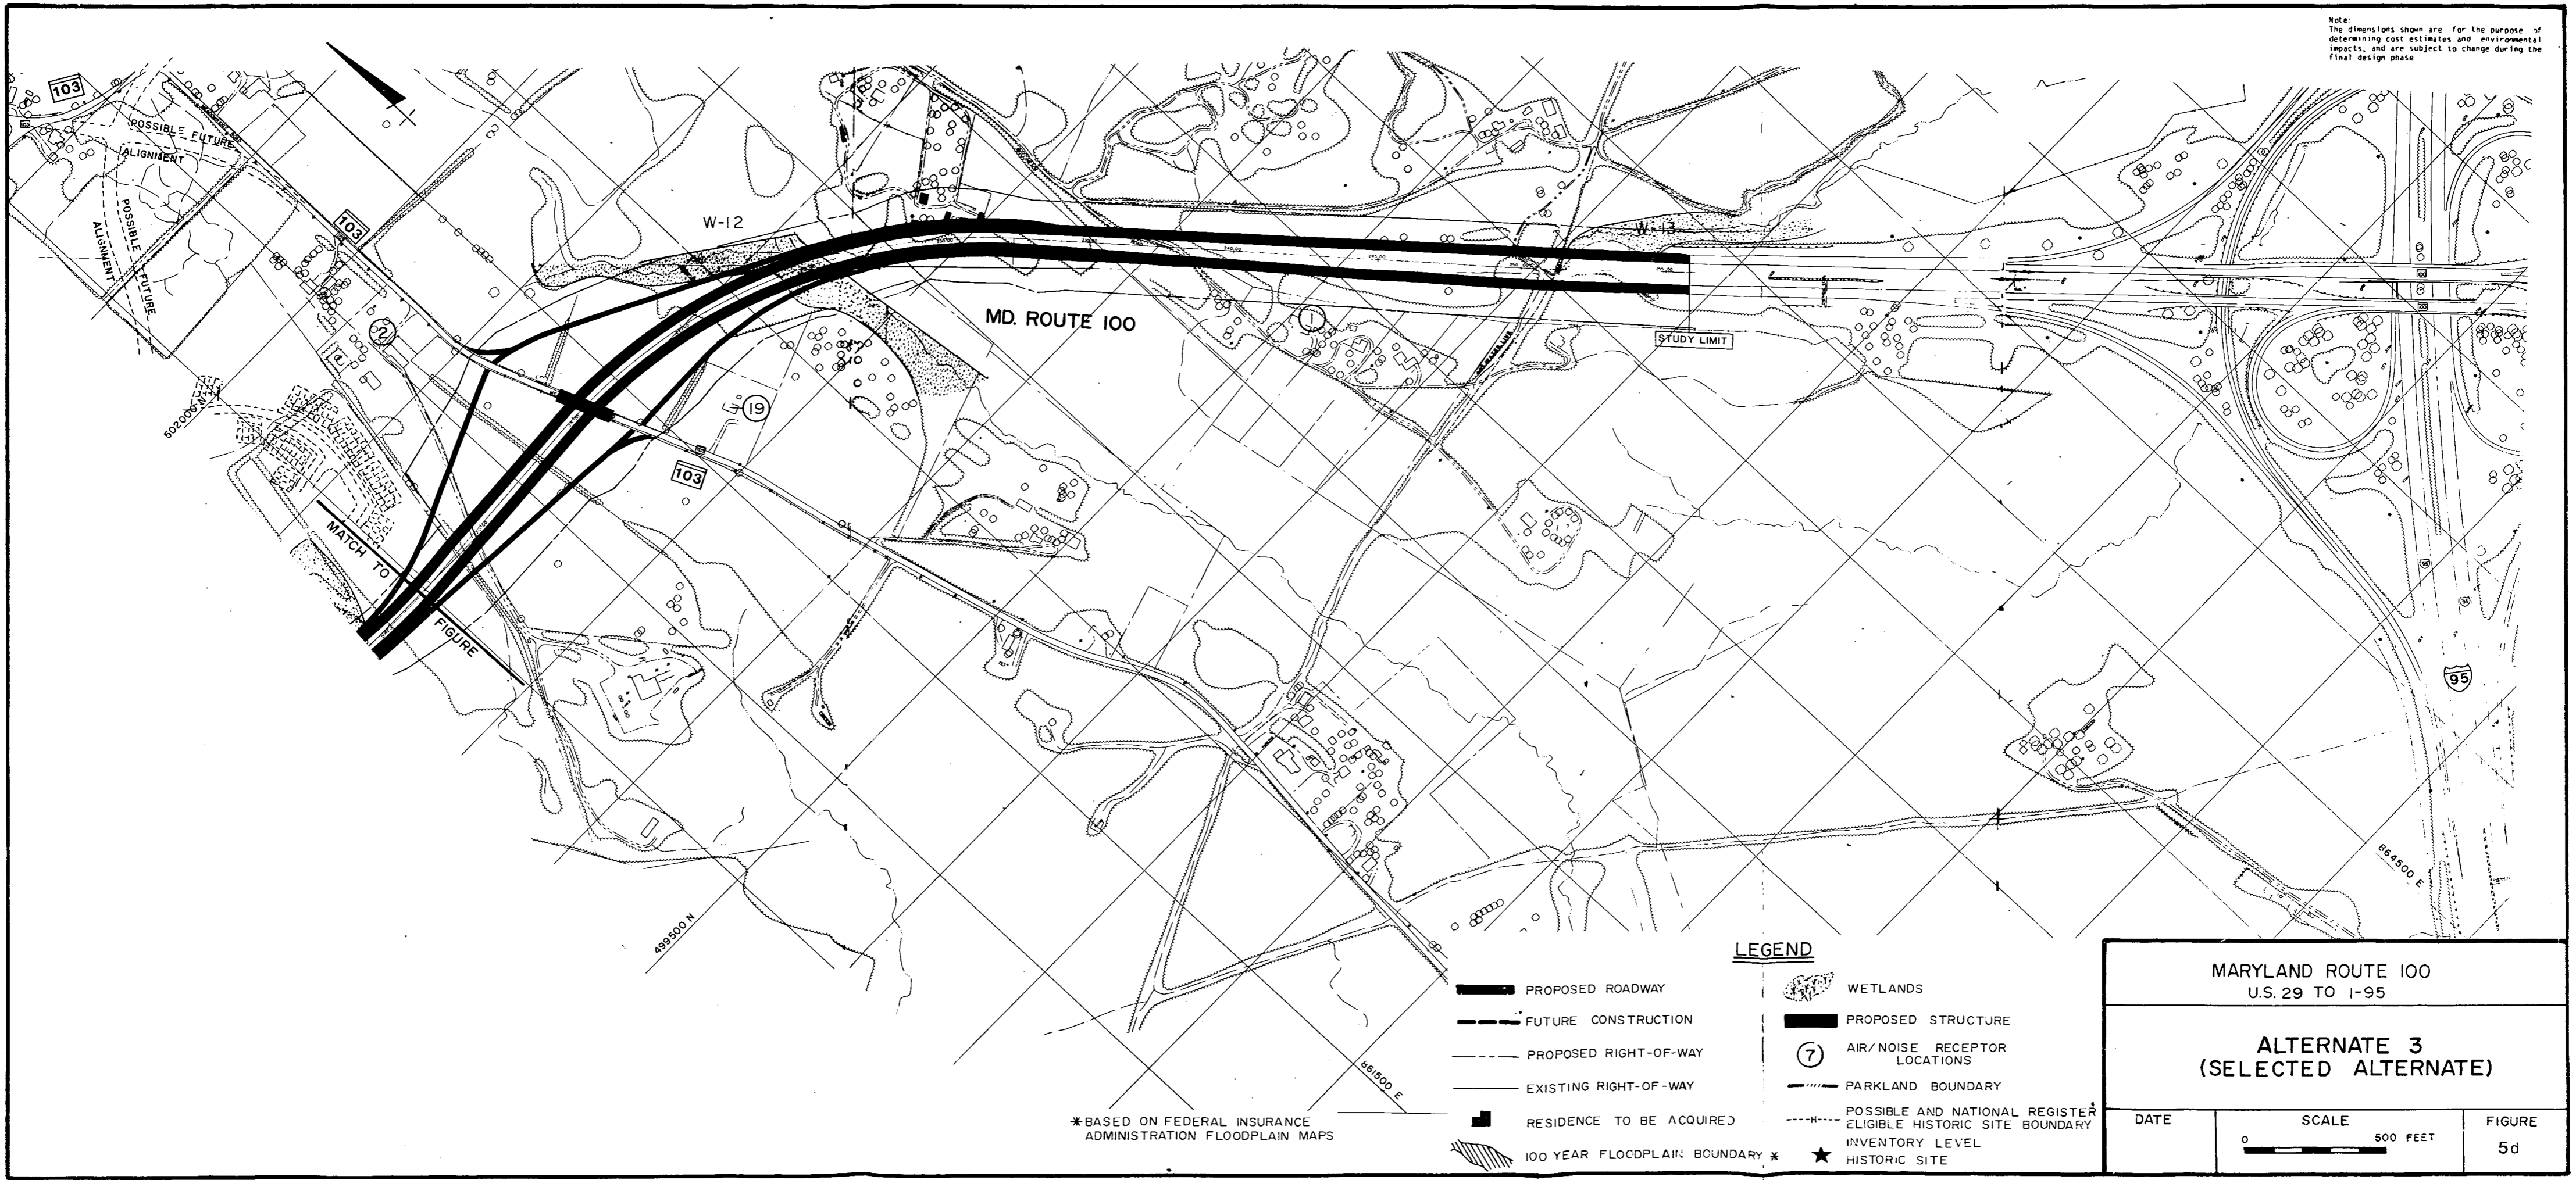 Note:
The dimensions shown are for the purpose of
determining cost estimates and environmental
impacts, and are subject to change during the
final design phase
103
POSSIBLE FUTURE
ALIGNMENT
POSSIBLE FUTURE
ALIGNMENT
103
W-12
W-13
2
MD. ROUTE 100
1
STUDY LIMIT
19
103
502000 N
MATCH TO
FIGURE
95
499500 N
861500 E
864500 E
LEGEND
PROPOSED ROADWAY
FUTURE CONSTRUCTION
PROPOSED RIGHT-OF-WAY
EXISTING RIGHT-OF-WAY
RESIDENCE TO BE ACQUIRED
100 YEAR FLOODPLAIN BOUNDARY *
WETLANDS
PROPOSED STRUCTURE
7
AIR/NOISE RECEPTOR
LOCATIONS
PARKLAND BOUNDARY
H
POSSIBLE AND NATIONAL REGISTER
ELIGIBLE HISTORIC SITE BOUNDARY
INVENTORY LEVEL
HISTORIC SITE
* BASED ON FEDERAL INSURANCE
ADMINISTRATION FLOODPLAIN MAPS
MARYLAND ROUTE 100
U.S. 29 TO I-95
ALTERNATE 3
(SELECTED ALTERNATE)
DATE
SCALE
0 500 FEET
FIGURE
5d